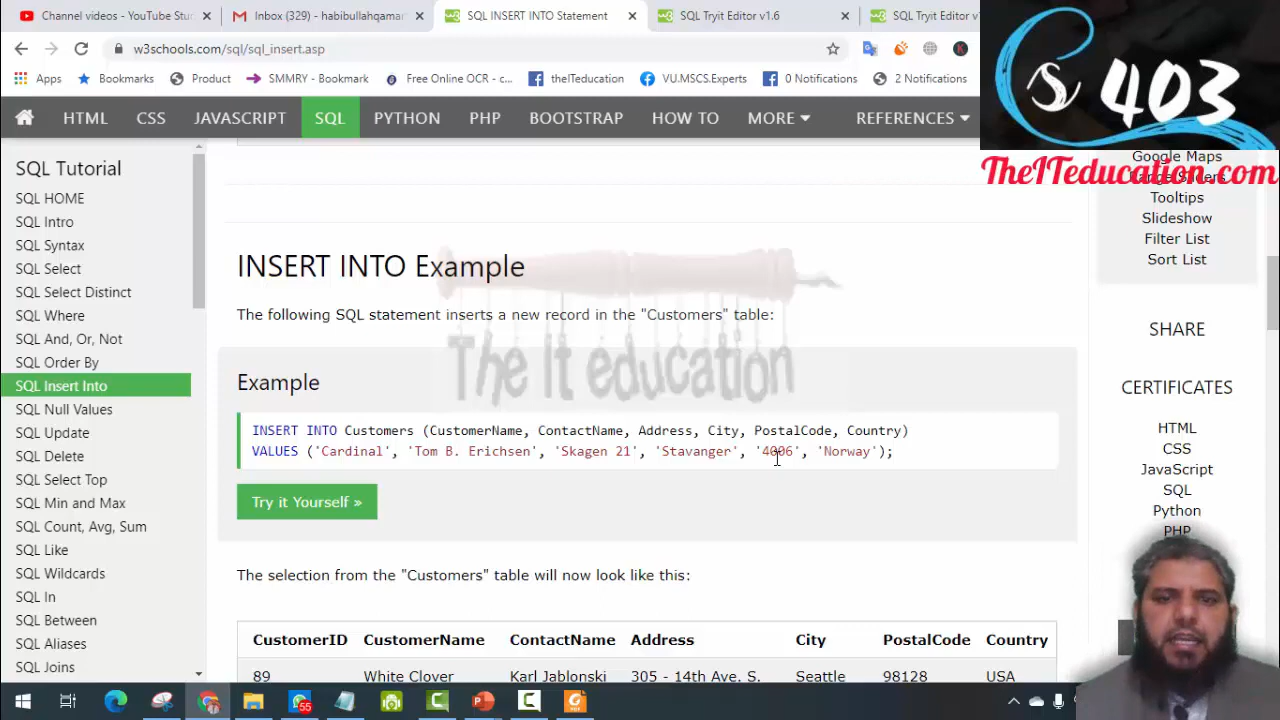 Channel videos - YouTube Stu
Inbox (329) - habibullahqamar
SQL INSERT INTO Statement
SQL Tryit Editor v1.6
SQL Tryit Editor v
w3schools.com/sql/sql_insert.asp
K
Apps
Bookmarks
Product
SMMRY - Bookmark
Free Online OCR - c...
theITeducation
VU.MSCS.Experts
0 Notifications
2 Notifications
CS 403
TheITeducation.com
HTML
CSS
JAVASCRIPT
SQL
PYTHON
PHP
BOOTSTRAP
HOW TO
MORE
REFERENCES
SQL Tutorial
SQL HOME
SQL Intro
SQL Syntax
SQL Select
SQL Select Distinct
SQL Where
SQL And, Or, Not
SQL Order By
SQL Insert Into
SQL Null Values
SQL Update
SQL Delete
SQL Select Top
SQL Min and Max
SQL Count, Avg, Sum
SQL Like
SQL Wildcards
SQL In
SQL Between
SQL Aliases
SQL Joins
INSERT INTO Example
The following SQL statement inserts a new record in the "Customers" table:
The It education
Example
INSERT INTO Customers (CustomerName, ContactName, Address, City, PostalCode, Country)
VALUES ('Cardinal', 'Tom B. Erichsen', 'Skagen 21', 'Stavanger', '4006', 'Norway');
Try it Yourself »
The selection from the "Customers" table will now look like this:
CustomerID CustomerName ContactName Address City PostalCode Country
89 White Clover Karl Jablonski 305 - 14th Ave. S. Seattle 98128 USA
Google Maps
Range Sliders
Tooltips
Slideshow
Filter List
Sort List
SHARE
CERTIFICATES
HTML
CSS
JavaScript
SQL
Python
PHP
55